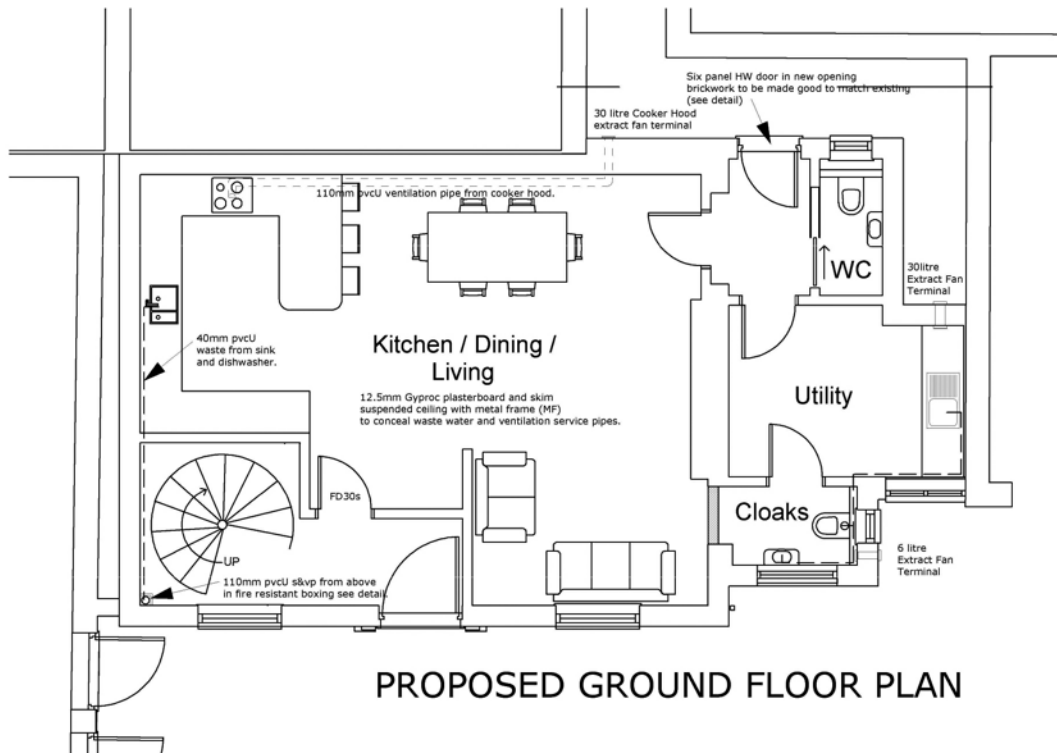 Six panel HW door in new opening
brickwork to be made good to match existing
(see detail)
30 litre Cooker Hood
extract fan terminal
110mm pvcU ventilation pipe from cooker hood.
WC
30litre
Extract Fan
Terminal
40mm pvcU
waste from sink
and dishwasher.
Kitchen / Dining /
Living
12.5mm Gyproc plasterboard and skim
suspended ceiling with metal frame (MF)
to conceal waste water and ventilation service pipes.
Utility
FD30s
Cloaks
UP
6 litre
Extract Fan
Terminal
110mm pvcU s&vp from above
in fire resistant boxing see detail.
PROPOSED GROUND FLOOR PLAN